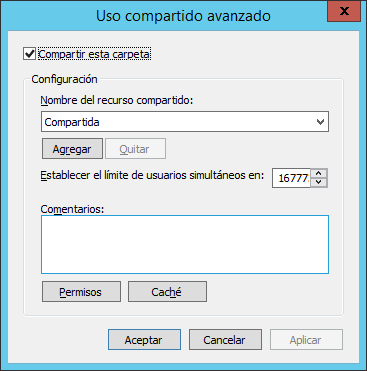 Uso compartido avanzado
Compartir esta carpeta
Configuración
Nombre del recurso compartido:
Compartida
Agregar Quitar
Establecer el límite de usuarios simultáneos en: 16777
Comentarios:
Permisos Caché
Aceptar Cancelar Aplicar